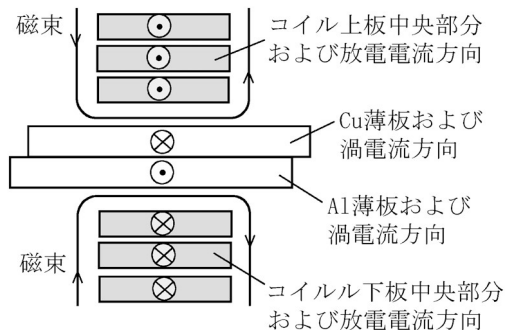 磁束
コイル上板中央部分
および放電電流方向
Cu薄板および
渦電流方向
Al薄板および
渦電流方向
磁束
コイルル下板中央部分
および放電電流方向